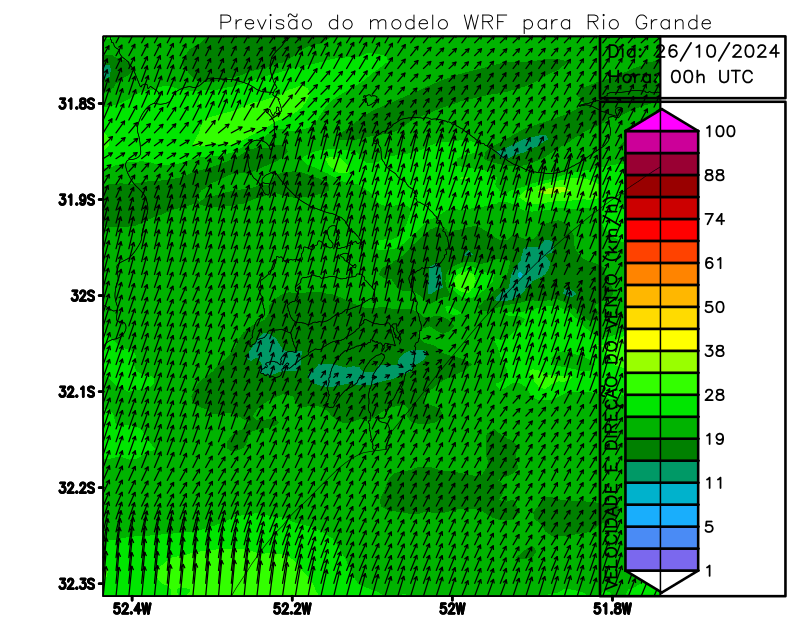 Previsão do modelo WRF para Rio Grande
Dia: 26/10/2024
Hora: 00h UTC
31.8S
31.9S
32S
32.1S
32.2S
32.3S
52.4W
52.2W
52W
51.8W
VELOCIDADE E DIREÇÃO DO VENTO (km/h)
100
88
74
61
50
38
28
19
11
5
1